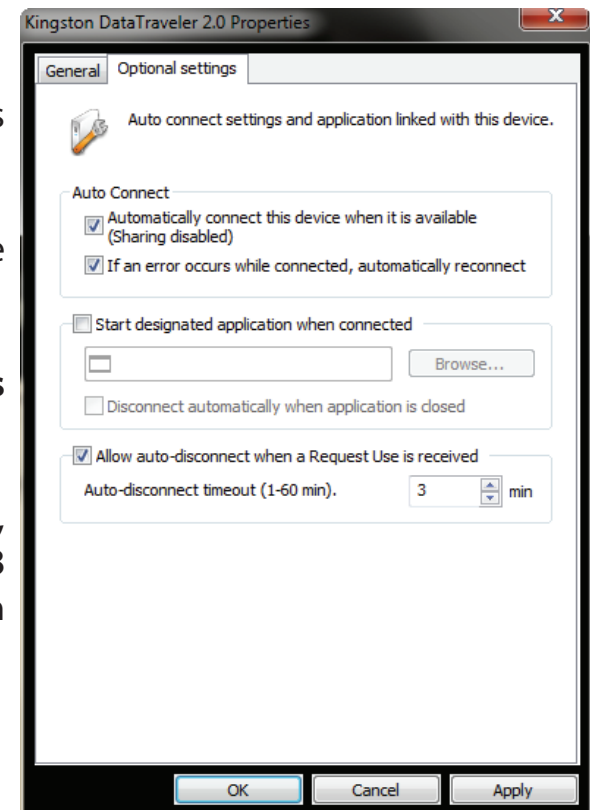 Kingston DataTraveler 2.0 Properties
General Optional settings
s
Auto connect settings and application linked with this device.
Auto Connect
Automatically connect this device when it is available
(Sharing disabled)
e
If an error occurs while connected, automatically reconnect
Start designated application when connected
Browse...
s
Disconnect automatically when application is closed
Allow auto-disconnect when a Request Use is received
Auto-disconnect timeout (1-60 min). 3 min
,
3
n
OK Cancel Apply